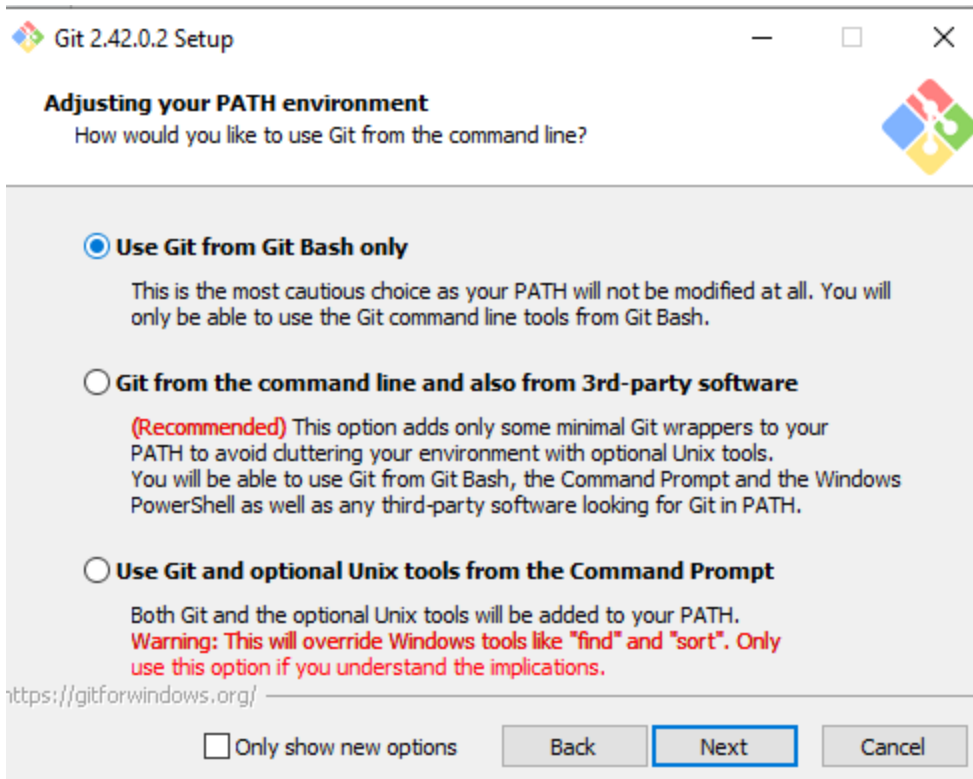 Git 2.42.0.2 Setup
Adjusting your PATH environment
How would you like to use Git from the command line?
Use Git from Git Bash only
This is the most cautious choice as your PATH will not be modified at all. You will
only be able to use the Git command line tools from Git Bash.
Git from the command line and also from 3rd-party software
(Recommended) This option adds only some minimal Git wrappers to your
PATH to avoid cluttering your environment with optional Unix tools.
You will be able to use Git from Git Bash, the Command Prompt and the Windows
PowerShell as well as any third-party software looking for Git in PATH.
Use Git and optional Unix tools from the Command Prompt
Both Git and the optional Unix tools will be added to your PATH.
Warning: This will override Windows tools like "find" and "sort". Only
use this option if you understand the implications.
https://gitforwindows.org/
Only show new options Back Next Cancel